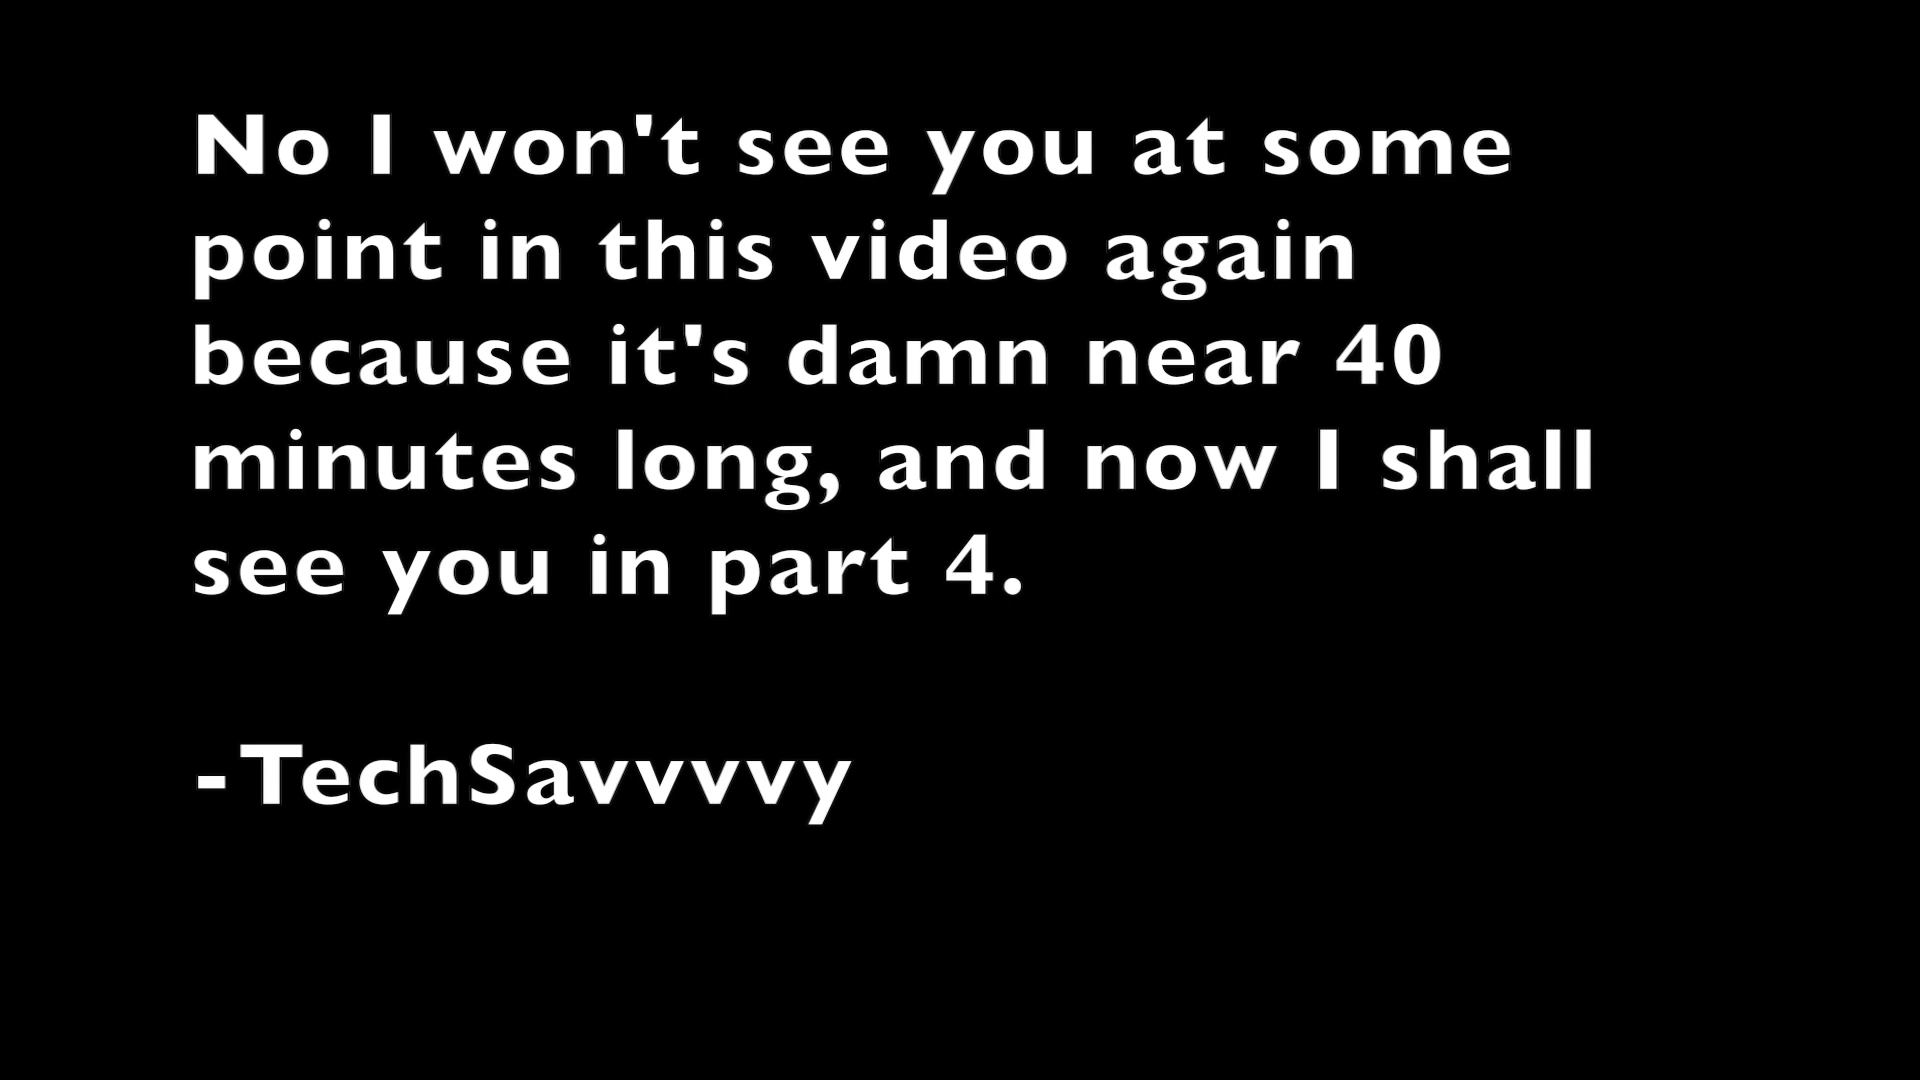 No I won't see you at some
point in this video again
because it's damn near 40
minutes long, and now I shall
see you in part 4.
-TechSavvvvy